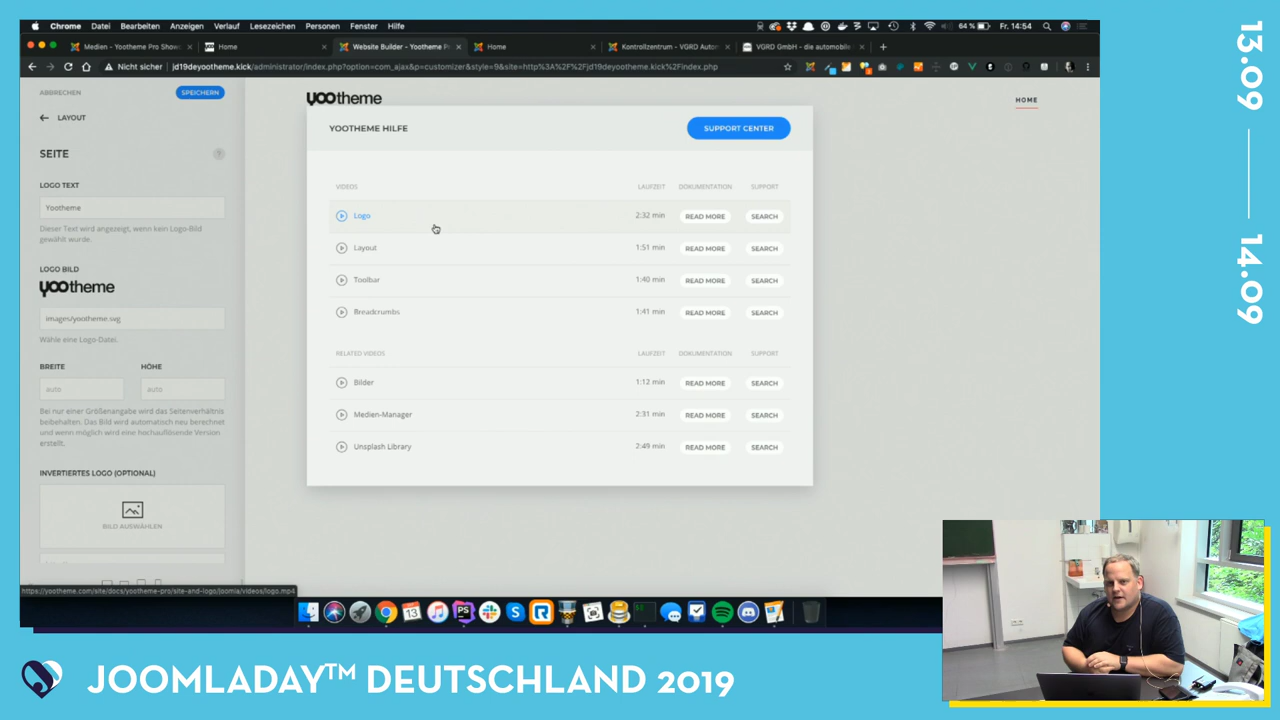 Chrome Datei Bearbeiten Anzeigen Verlauf Lesezeichen Personen Fenster Hilfe
64 % Fr. 14:54
Medien - Yootheme Pro Show
Home
Website Builder - Yootheme P
Home
Kontrollzentrum - VGRD Auto
VGRD GmbH - die automobile
Nicht sicher jd19deyootheme.kick/administrator/index.php?option=com_ajax&p=customizer&style=9&site=http%3A%2F%2Fjd19deyootheme.kick%2Findex.php
ABBRECHEN
SPEICHERN
LAYOUT
SEITE
?
LOGO TEXT
Yootheme
Dieser Text wird angezeigt, wenn kein Logo-Bild
gewählt wurde.
LOGO BILD
yootheme
images/yootheme.svg
Wähle eine Logo-Datei.
BREITE HÖHE
auto auto
Bei nur einer Größenangabe wird das Seitenverhältnis
beibehalten. Das Bild wird automatisch neu berechnet
und wenn möglich wird eine hochauflösende Version
erstellt.
INVERTIERTES LOGO (OPTIONAL)
BILD AUSWÄHLEN
https://yootheme.com/site/docs/yootheme-pro/site-and-logo/joomla/videos/logo.mp4
yootheme
HOME
YOOTHEME HILFE
SUPPORT CENTER
VIDEOS LAUFZEIT DOKUMENTATION SUPPORT
Logo 2:32 min READ MORE SEARCH
Layout 1:51 min READ MORE SEARCH
Toolbar 1:40 min READ MORE SEARCH
Breadcrumbs 1:41 min READ MORE SEARCH
RELATED VIDEOS LAUFZEIT DOKUMENTATION SUPPORT
Bilder 1:12 min READ MORE SEARCH
Medien-Manager 2:31 min READ MORE SEARCH
Unsplash Library 2:49 min READ MORE SEARCH
13.09
14.09
JOOMLADAY™ DEUTSCHLAND 2019